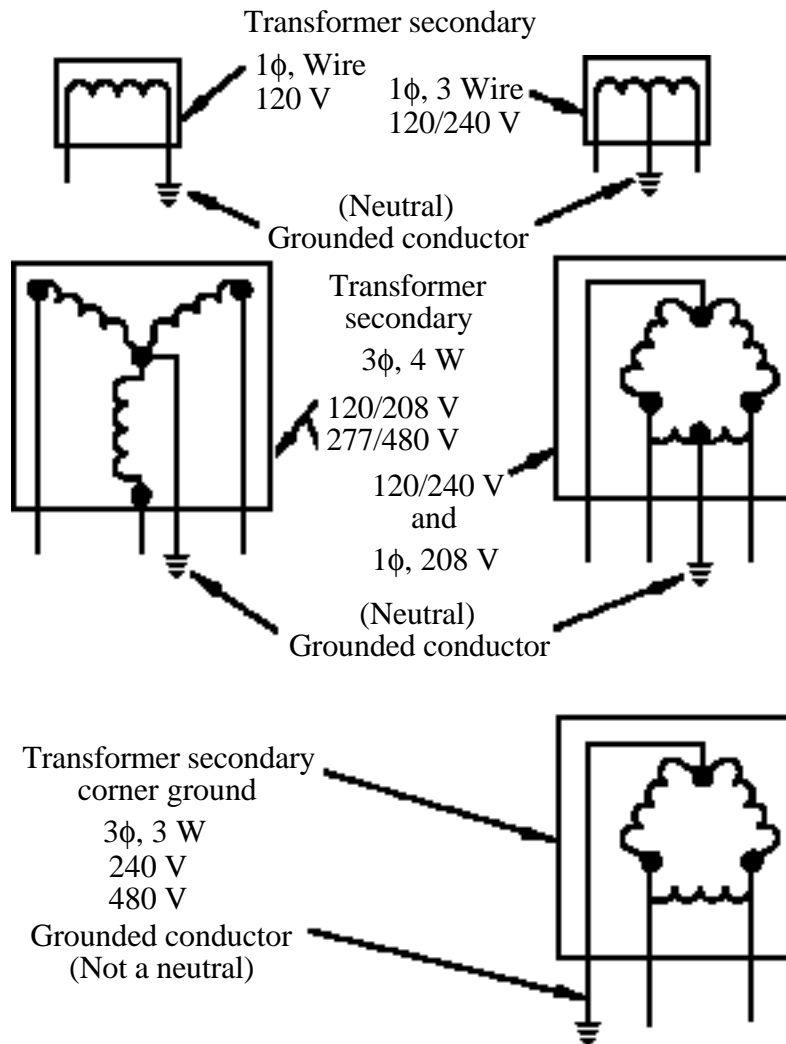 Transformer secondary
1ϕ, Wire
120 V
1ϕ, 3 Wire
120/240 V
(Neutral)
Grounded conductor
Transformer
secondary
3ϕ, 4 W
120/208 V
277/480 V
120/240 V
and
1ϕ, 208 V
(Neutral)
Grounded conductor
Transformer secondary
corner ground
3ϕ, 3 W
240 V
480 V
Grounded conductor
(Not a neutral)